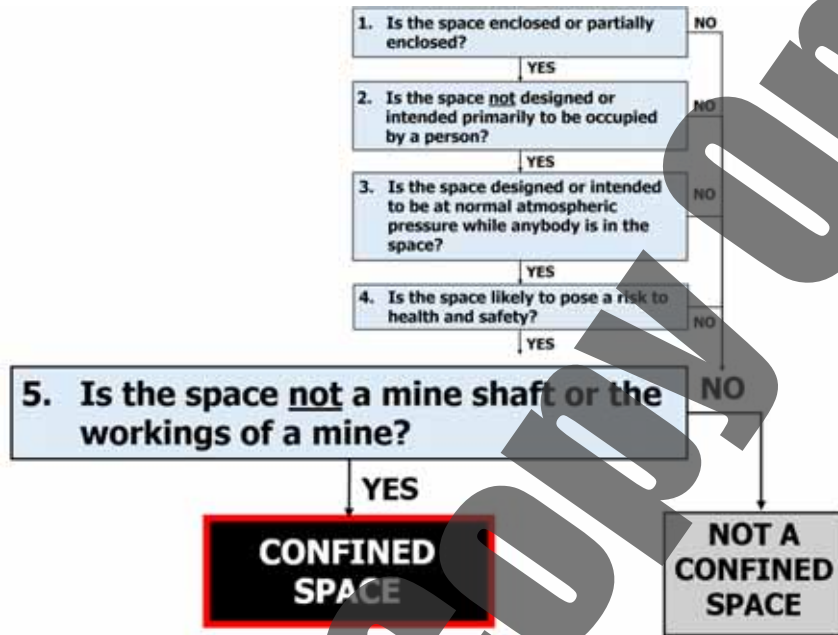 1. Is the space enclosed or partially
enclosed?
NO
YES
2. Is the space not designed or
intended primarily to be occupied
by a person?
NO
YES
3. Is the space designed or intended
to be at normal atmospheric
pressure while anybody is in the
space?
NO
YES
4. Is the space likely to pose a risk to
health and safety?
NO
YES
5. Is the space not a mine shaft or the
workings of a mine?
NO
YES
CONFINED
SPACE
NOT A
CONFINED
SPACE